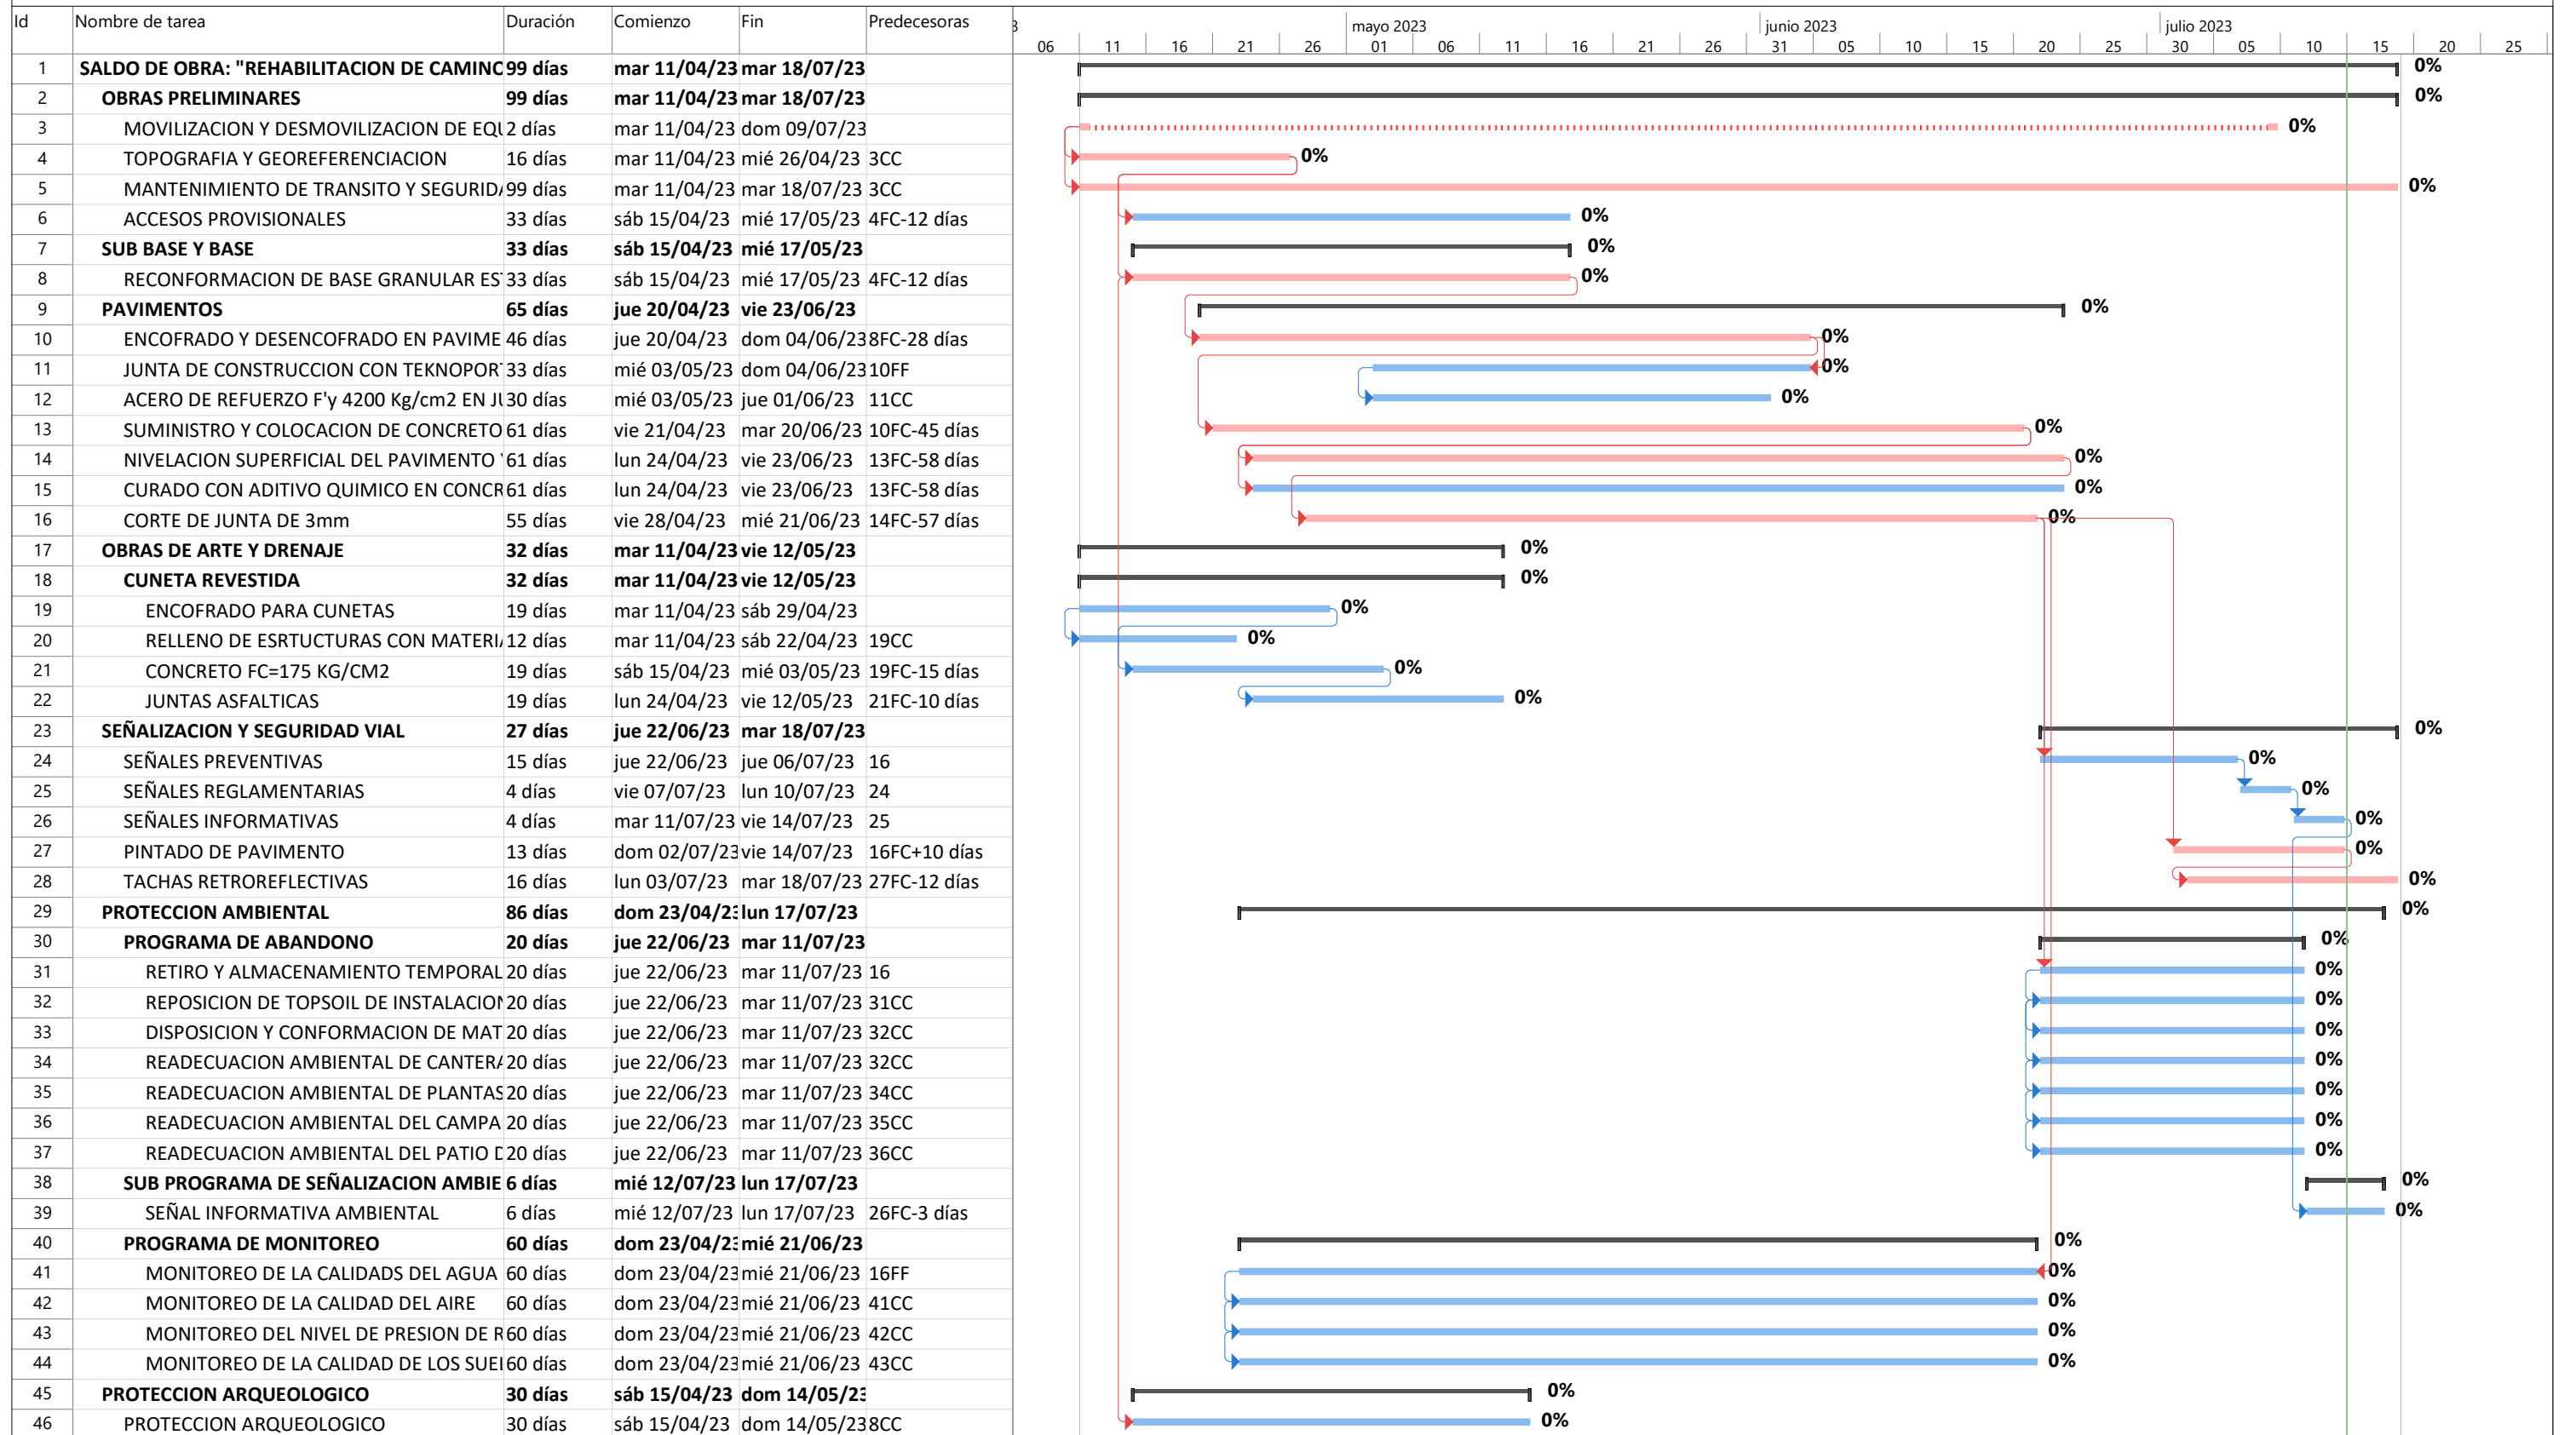 Id Nombre de tarea Duración Comienzo Fin Predecesoras
mayo 2023 junio 2023 julio 2023
06 11 16 21 26 01 06 11 16 21 26 31 05 10 15 20 25 30 05 10 15 20 25
1 SALDO DE OBRA: "REHABILITACION DE CAMINO 99 días mar 11/04/23 mar 18/07/23 0%
2 OBRAS PRELIMINARES 99 días mar 11/04/23 mar 18/07/23 0%
3 MOVILIZACION Y DESMOVILIZACION DE EQU 2 días mar 11/04/23 dom 09/07/23 0%
4 TOPOGRAFIA Y GEOREFERENCIACION 16 días mar 11/04/23 mié 26/04/23 3CC 0%
5 MANTENIMIENTO DE TRANSITO Y SEGURIDA 99 días mar 11/04/23 mar 18/07/23 3CC 0%
6 ACCESOS PROVISIONALES 33 días sáb 15/04/23 mié 17/05/23 4FC-12 días 0%
7 SUB BASE Y BASE 33 días sáb 15/04/23 mié 17/05/23 0%
8 RECONFORMACION DE BASE GRANULAR EST 33 días sáb 15/04/23 mié 17/05/23 4FC-12 días 0%
9 PAVIMENTOS 65 días jue 20/04/23 vie 23/06/23 0%
10 ENCOFRADO Y DESENCOFRADO EN PAVIME 46 días jue 20/04/23 dom 04/06/23 8FC-28 días 0%
11 JUNTA DE CONSTRUCCION CON TEKNOPORT 33 días mié 03/05/23 dom 04/06/23 10FF 0%
12 ACERO DE REFUERZO F'y 4200 Kg/cm2 EN JU 30 días mié 03/05/23 jue 01/06/23 11CC 0%
13 SUMINISTRO Y COLOCACION DE CONCRETO 61 días vie 21/04/23 mar 20/06/23 10FC-45 días 0%
14 NIVELACION SUPERFICIAL DEL PAVIMENTO Y 61 días lun 24/04/23 vie 23/06/23 13FC-58 días 0%
15 CURADO CON ADITIVO QUIMICO EN CONCR 61 días lun 24/04/23 vie 23/06/23 13FC-58 días 0%
16 CORTE DE JUNTA DE 3mm 55 días vie 28/04/23 mié 21/06/23 14FC-57 días 0%
17 OBRAS DE ARTE Y DRENAJE 32 días mar 11/04/23 vie 12/05/23 0%
18 CUNETA REVESTIDA 32 días mar 11/04/23 vie 12/05/23 0%
19 ENCOFRADO PARA CUNETAS 19 días mar 11/04/23 sáb 29/04/23 0%
20 RELLENO DE ESRTUCTURAS CON MATERIA 12 días mar 11/04/23 sáb 22/04/23 19CC 0%
21 CONCRETO FC=175 KG/CM2 19 días sáb 15/04/23 mié 03/05/23 19FC-15 días 0%
22 JUNTAS ASFALTICAS 19 días lun 24/04/23 vie 12/05/23 21FC-10 días 0%
23 SEÑALIZACION Y SEGURIDAD VIAL 27 días jue 22/06/23 mar 18/07/23 0%
24 SEÑALES PREVENTIVAS 15 días jue 22/06/23 jue 06/07/23 16 0%
25 SEÑALES REGLAMENTARIAS 4 días vie 07/07/23 lun 10/07/23 24 0%
26 SEÑALES INFORMATIVAS 4 días mar 11/07/23 vie 14/07/23 25 0%
27 PINTADO DE PAVIMENTO 13 días dom 02/07/23 vie 14/07/23 16FC+10 días 0%
28 TACHAS RETROREFLECTIVAS 16 días lun 03/07/23 mar 18/07/23 27FC-12 días 0%
29 PROTECCION AMBIENTAL 86 días dom 23/04/23 lun 17/07/23 0%
30 PROGRAMA DE ABANDONO 20 días jue 22/06/23 mar 11/07/23 0%
31 RETIRO Y ALMACENAMIENTO TEMPORAL 20 días jue 22/06/23 mar 11/07/23 16 0%
32 REPOSICION DE TOPSOIL DE INSTALACION 20 días jue 22/06/23 mar 11/07/23 31CC 0%
33 DISPOSICION Y CONFORMACION DE MAT 20 días jue 22/06/23 mar 11/07/23 32CC 0%
34 READECUACION AMBIENTAL DE CANTERA 20 días jue 22/06/23 mar 11/07/23 32CC 0%
35 READECUACION AMBIENTAL DE PLANTAS 20 días jue 22/06/23 mar 11/07/23 34CC 0%
36 READECUACION AMBIENTAL DEL CAMPA 20 días jue 22/06/23 mar 11/07/23 35CC 0%
37 READECUACION AMBIENTAL DEL PATIO D 20 días jue 22/06/23 mar 11/07/23 36CC 0%
38 SUB PROGRAMA DE SEÑALIZACION AMBIE 6 días mié 12/07/23 lun 17/07/23 0%
39 SEÑAL INFORMATIVA AMBIENTAL 6 días mié 12/07/23 lun 17/07/23 26FC-3 días 0%
40 PROGRAMA DE MONITOREO 60 días dom 23/04/23 mié 21/06/23 0%
41 MONITOREO DE LA CALIDADS DEL AGUA 60 días dom 23/04/23 mié 21/06/23 16FF 0%
42 MONITOREO DE LA CALIDAD DEL AIRE 60 días dom 23/04/23 mié 21/06/23 41CC 0%
43 MONITOREO DEL NIVEL DE PRESION DE R 60 días dom 23/04/23 mié 21/06/23 42CC 0%
44 MONITOREO DE LA CALIDAD DE LOS SUEL 60 días dom 23/04/23 mié 21/06/23 43CC 0%
45 PROTECCION ARQUEOLOGICO 30 días sáb 15/04/23 dom 14/05/23 0%
46 PROTECCION ARQUEOLOGICO 30 días sáb 15/04/23 dom 14/05/23 8CC 0%